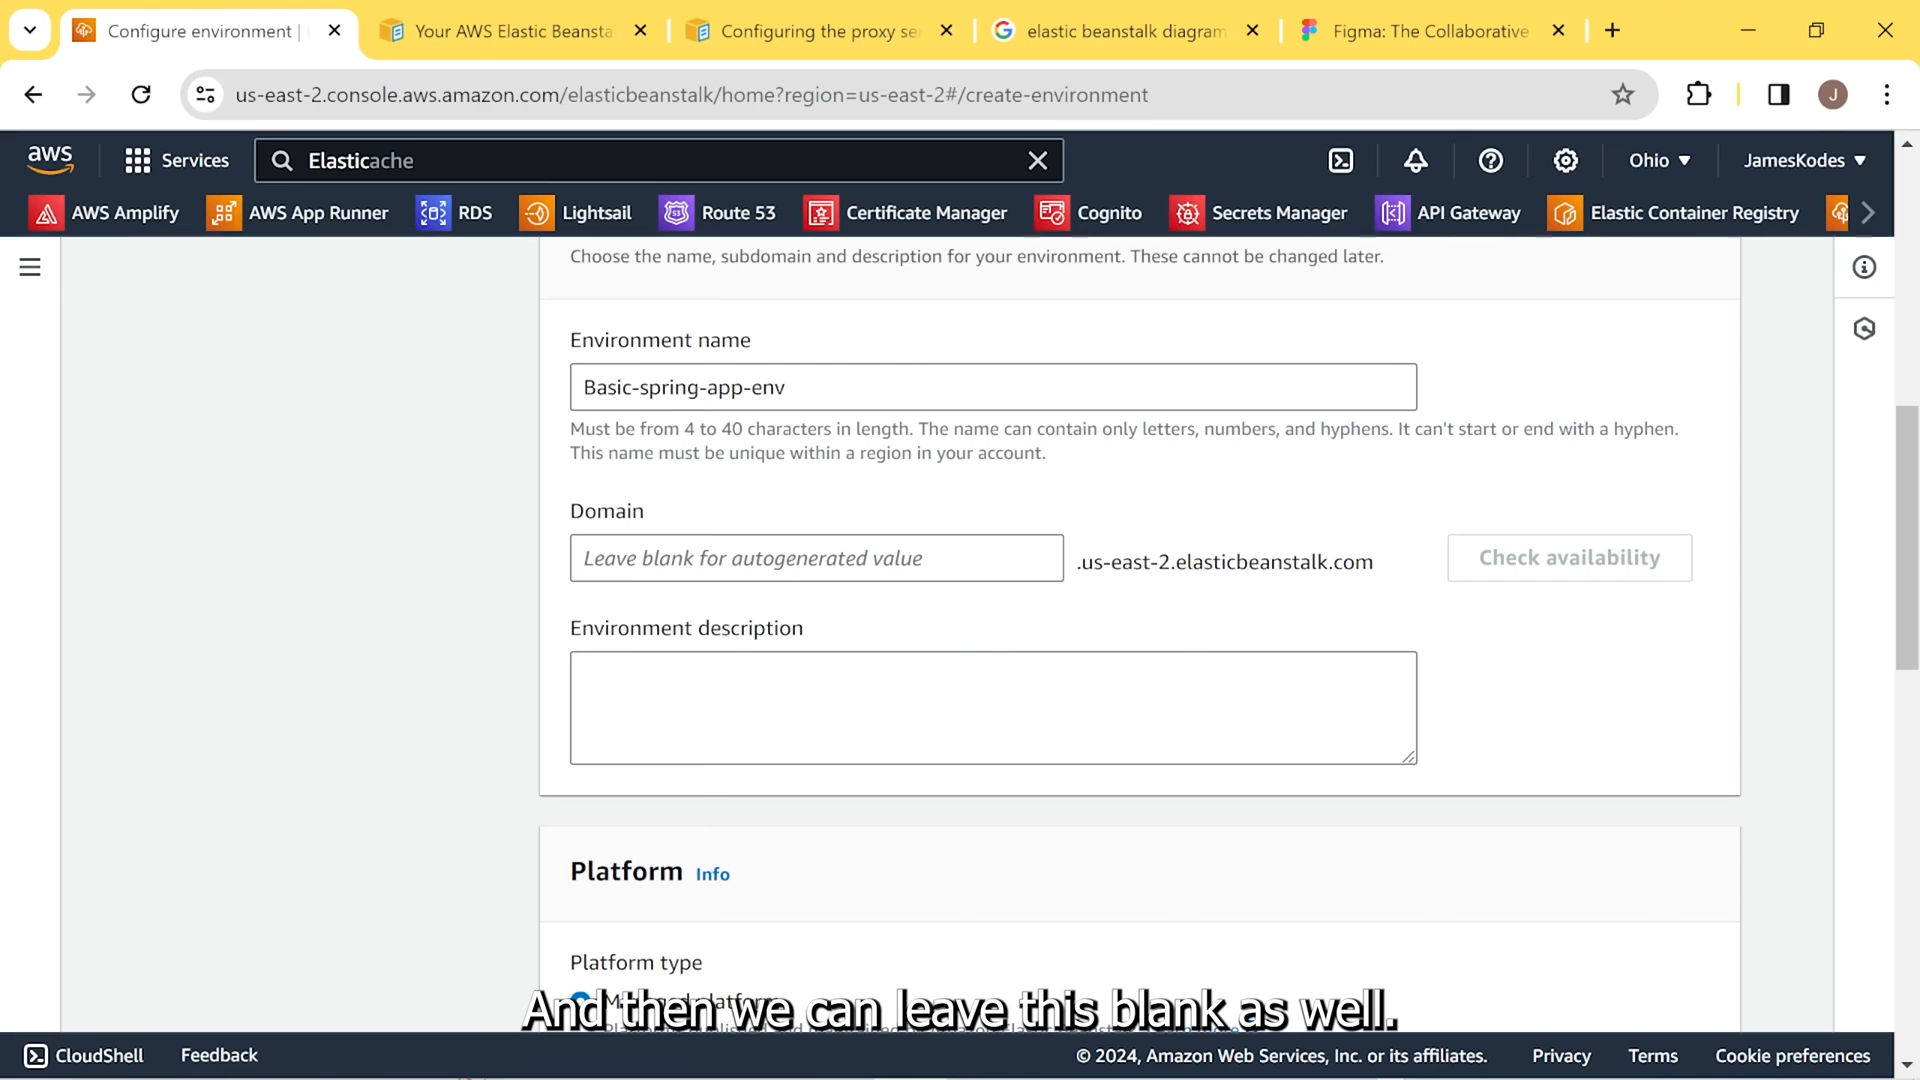 Configure environment |
Your AWS Elastic Beansta
Configuring the proxy se
elastic beanstalk diagram
Figma: The Collaborative
us-east-2.console.aws.amazon.com/elasticbeanstalk/home?region=us-east-2#/create-environment
J
aws
Services
Elasticache
Ohio
JamesKodes
AWS Amplify
AWS App Runner
RDS
Lightsail
Route 53
Certificate Manager
Cognito
Secrets Manager
API Gateway
Elastic Container Registry
Choose the name, subdomain and description for your environment. These cannot be changed later.
Environment name
Basic-spring-app-env
Must be from 4 to 40 characters in length. The name can contain only letters, numbers, and hyphens. It can't start or end with a hyphen.
This name must be unique within a region in your account.
Domain
Leave blank for autogenerated value
.us-east-2.elasticbeanstalk.com
Check availability
Environment description
Platform Info
Platform type
And then we can leave this blank as well.
CloudShell
Feedback
© 2024, Amazon Web Services, Inc. or its affiliates.
Privacy
Terms
Cookie preferences